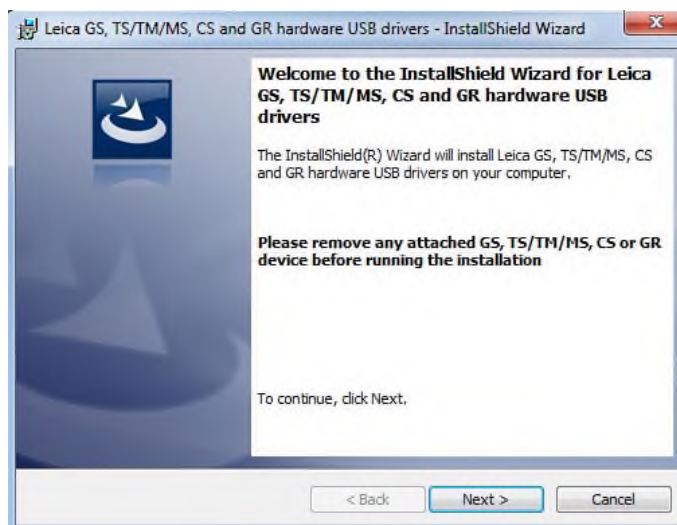 Leica GS, TS/TM/MS, CS and GR hardware USB drivers - InstallShield Wizard
Welcome to the InstallShield Wizard for Leica
GS, TS/TM/MS, CS and GR hardware USB
drivers
The InstallShield(R) Wizard will install Leica GS, TS/TM/MS, CS
and GR hardware USB drivers on your computer.
Please remove any attached GS, TS/TM/MS, CS or GR
device before running the installation
To continue, click Next.
< Back
Next >
Cancel